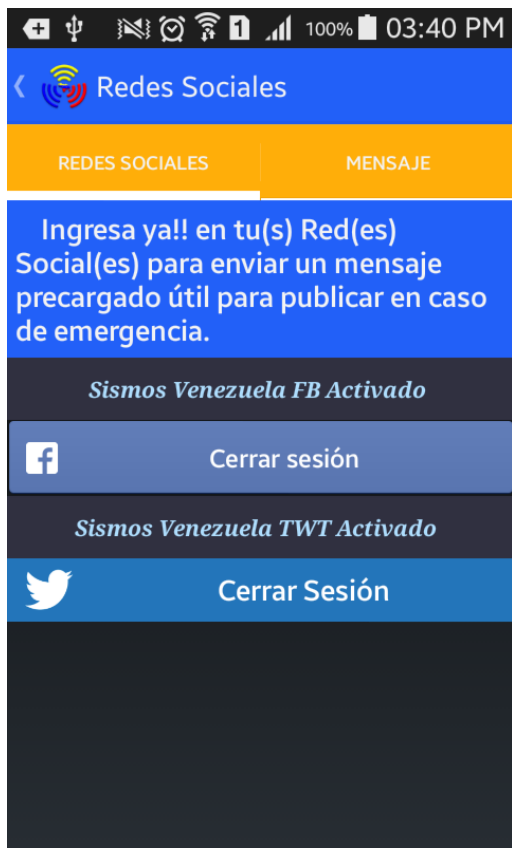 1 100% 03:40 PM
Redes Sociales
REDES SOCIALES MENSAJE
Ingresa ya!! en tu(s) Red(es)
Social(es) para enviar un mensaje
precargado útil para publicar en caso
de emergencia.
Sismos Venezuela FB Activado
Cerrar sesión
Sismos Venezuela TWT Activado
Cerrar Sesión